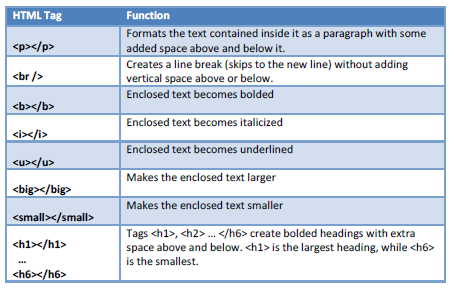 HTML Tag Function
<p></p> Formats the text contained inside it as a paragraph with some
added space above and below it.
<br /> Creates a line break (skips to the new line) without adding
vertical space above or below.
<b></b> Enclosed text becomes bolded
<i></i> Enclosed text becomes italicized
<u></u> Enclosed text becomes underlined
<big></big> Makes the enclosed text larger
<small></small> Makes the enclosed text smaller
<h1></h1> Tags <h1>, <h2> ... </h6> create bolded headings with extra
... space above and below. <h1> is the largest heading, while <h6>
<h6></h6> is the smallest.